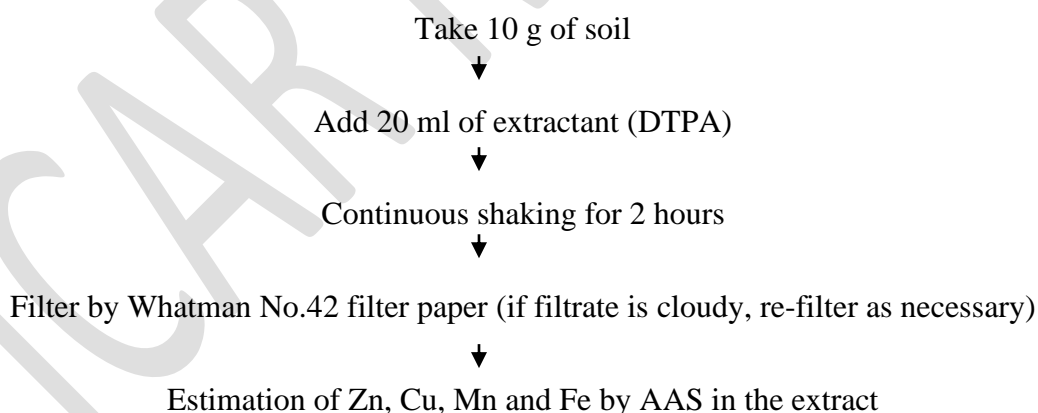 Take 10 g of soil
Add 20 ml of extractant (DTPA)
Continuous shaking for 2 hours
Filter by Whatman No.42 filter paper (if filtrate is cloudy, re-filter as necessary)
Estimation of Zn, Cu, Mn and Fe by AAS in the extract